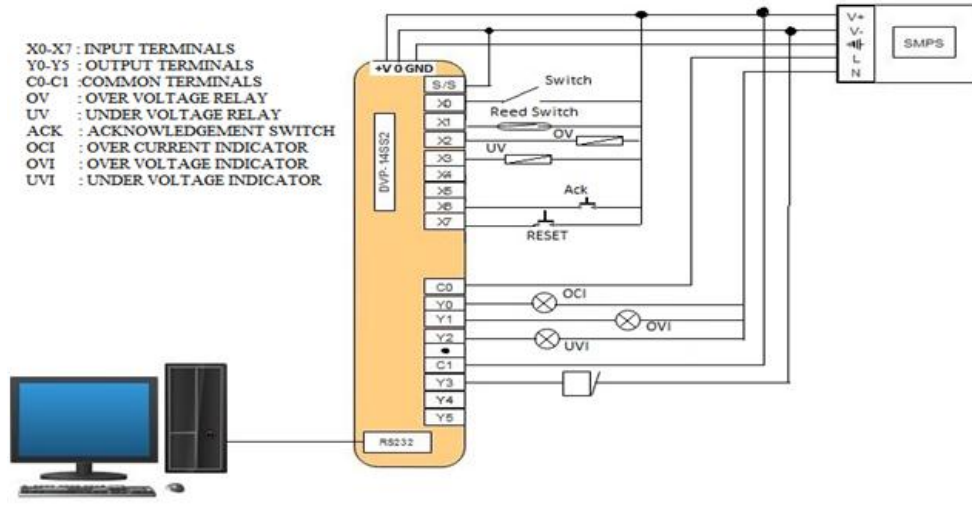 X0-X7 : INPUT TERMINALS
Y0-Y5 : OUTPUT TERMINALS
C0-C1 :COMMON TERMINALS
OV : OVER VOLTAGE RELAY
UV : UNDER VOLTAGE RELAY
ACK : ACKNOWLEDGEMENT SWITCH
OCI : OVER CURRENT INDICATOR
OVI : OVER VOLTAGE INDICATOR
UVI : UNDER VOLTAGE INDICATOR
+V 0 GND
S/S
X0
X1
X2
X3
X4
X5
X6
X7
DVP-14SS2
Switch
Reed Switch
OV
UV
Ack
RESET
C0
Y0
Y1
Y2
C1
Y3
Y4
Y5
OCI
OVI
UVI
RS232
V+
V-
L
N
SMPS